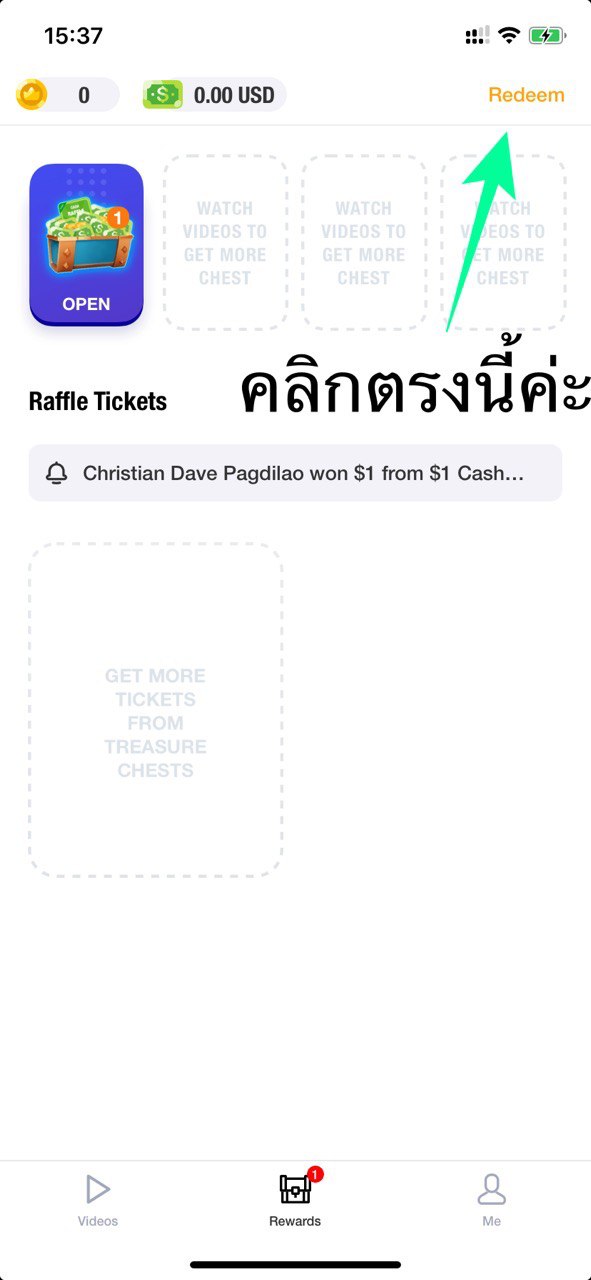 15:37
0
0.00 USD
Redeem
1
OPEN
WATCH
VIDEOS TO
GET MORE
CHEST
WATCH
VIDEOS TO
GET MORE
CHEST
WATCH
VIDEOS TO
GET MORE
CHEST
คลิกตรงนี้ค่ะ
Raffle Tickets
Christian Dave Pagdilao won $1 from $1 Cash...
GET MORE
TICKETS
FROM
TREASURE
CHESTS
1
Videos
Rewards
Me